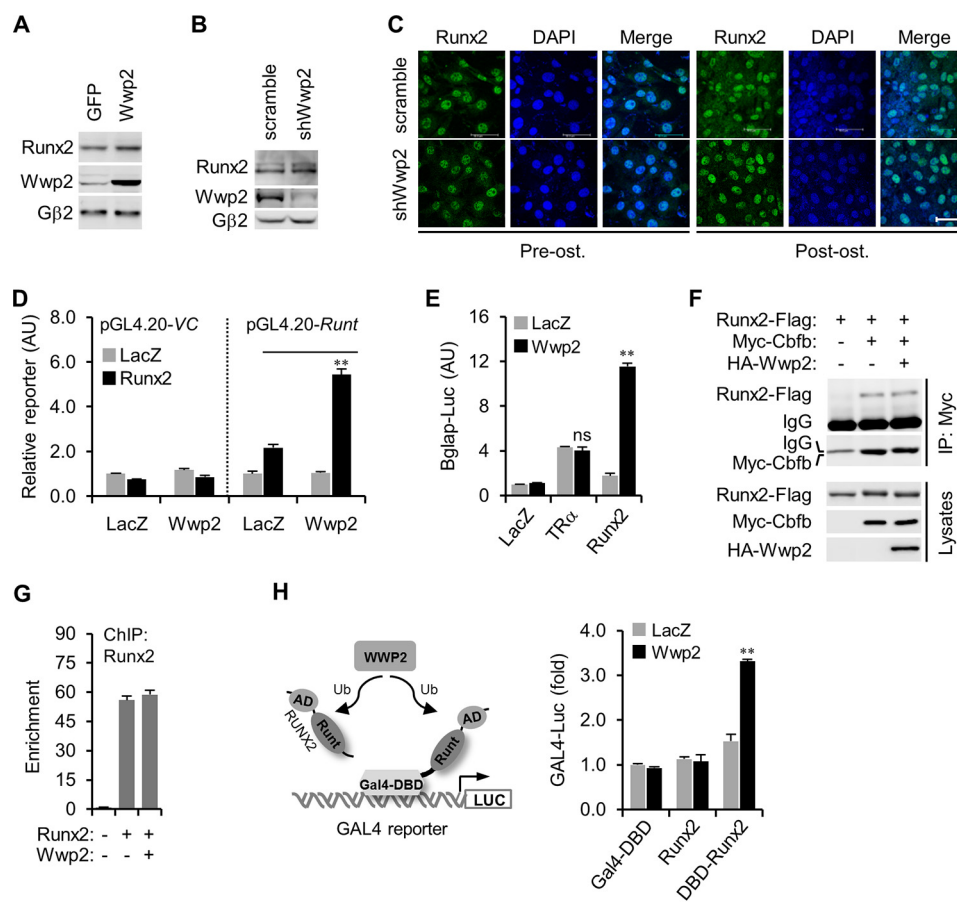 A
GFP
Wwp2
Runx2
Wwp2
Gβ2
B
scramble
shWwp2
Runx2
Wwp2
Gβ2
C
Runx2 DAPI Merge Runx2 DAPI Merge
scramble
shWwp2
Pre-ost. Post-ost.
D
Relative reporter (AU)
8.0
6.0
4.0
2.0
0.0
pGL4.20-VC pGL4.20-Runt
LacZ
Runx2
**
LacZ Wwp2 LacZ Wwp2
E
Bglap-Luc (AU)
16
12
8
4
0
LacZ
Wwp2
ns
**
LacZ
TRα
Runx2
F
Runx2-Flag: + + +
Myc-Cbfb: - + +
HA-Wwp2: - - +
Runx2-Flag
IgG
IgG
Myc-Cbfb
IP: Myc
Runx2-Flag
Myc-Cbfb
HA-Wwp2
Lysates
G
Enrichment
90
75
60
45
30
15
0
ChIP:
Runx2
Runx2: - + +
Wwp2: - - +
H
WWP2
Ub Ub
AD
RUNX2
Runt
AD
Runt
Gal4-DBD
LUC
GAL4 reporter
GAL4-Luc (fold)
4.0
3.0
2.0
1.0
0.0
LacZ
Wwp2
**
Gal4-DBD
Runx2
DBD-Runx2